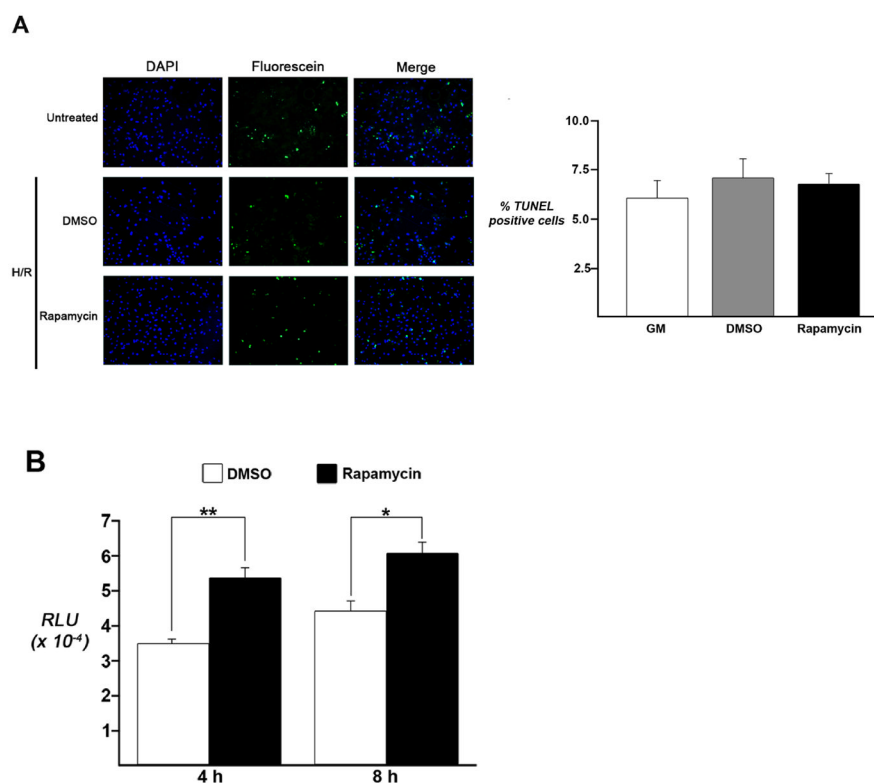 A
DAPI Fluorescein Merge
Untreated
DMSO
H/R
Rapamycin
10.0
7.5
% TUNEL
positive cells
5.0
2.5
GM DMSO Rapamycin
B
DMSO Rapamycin
** *
7
6
5
4
3
2
1
RLU
(x 10⁻⁴)
4 h 8 h